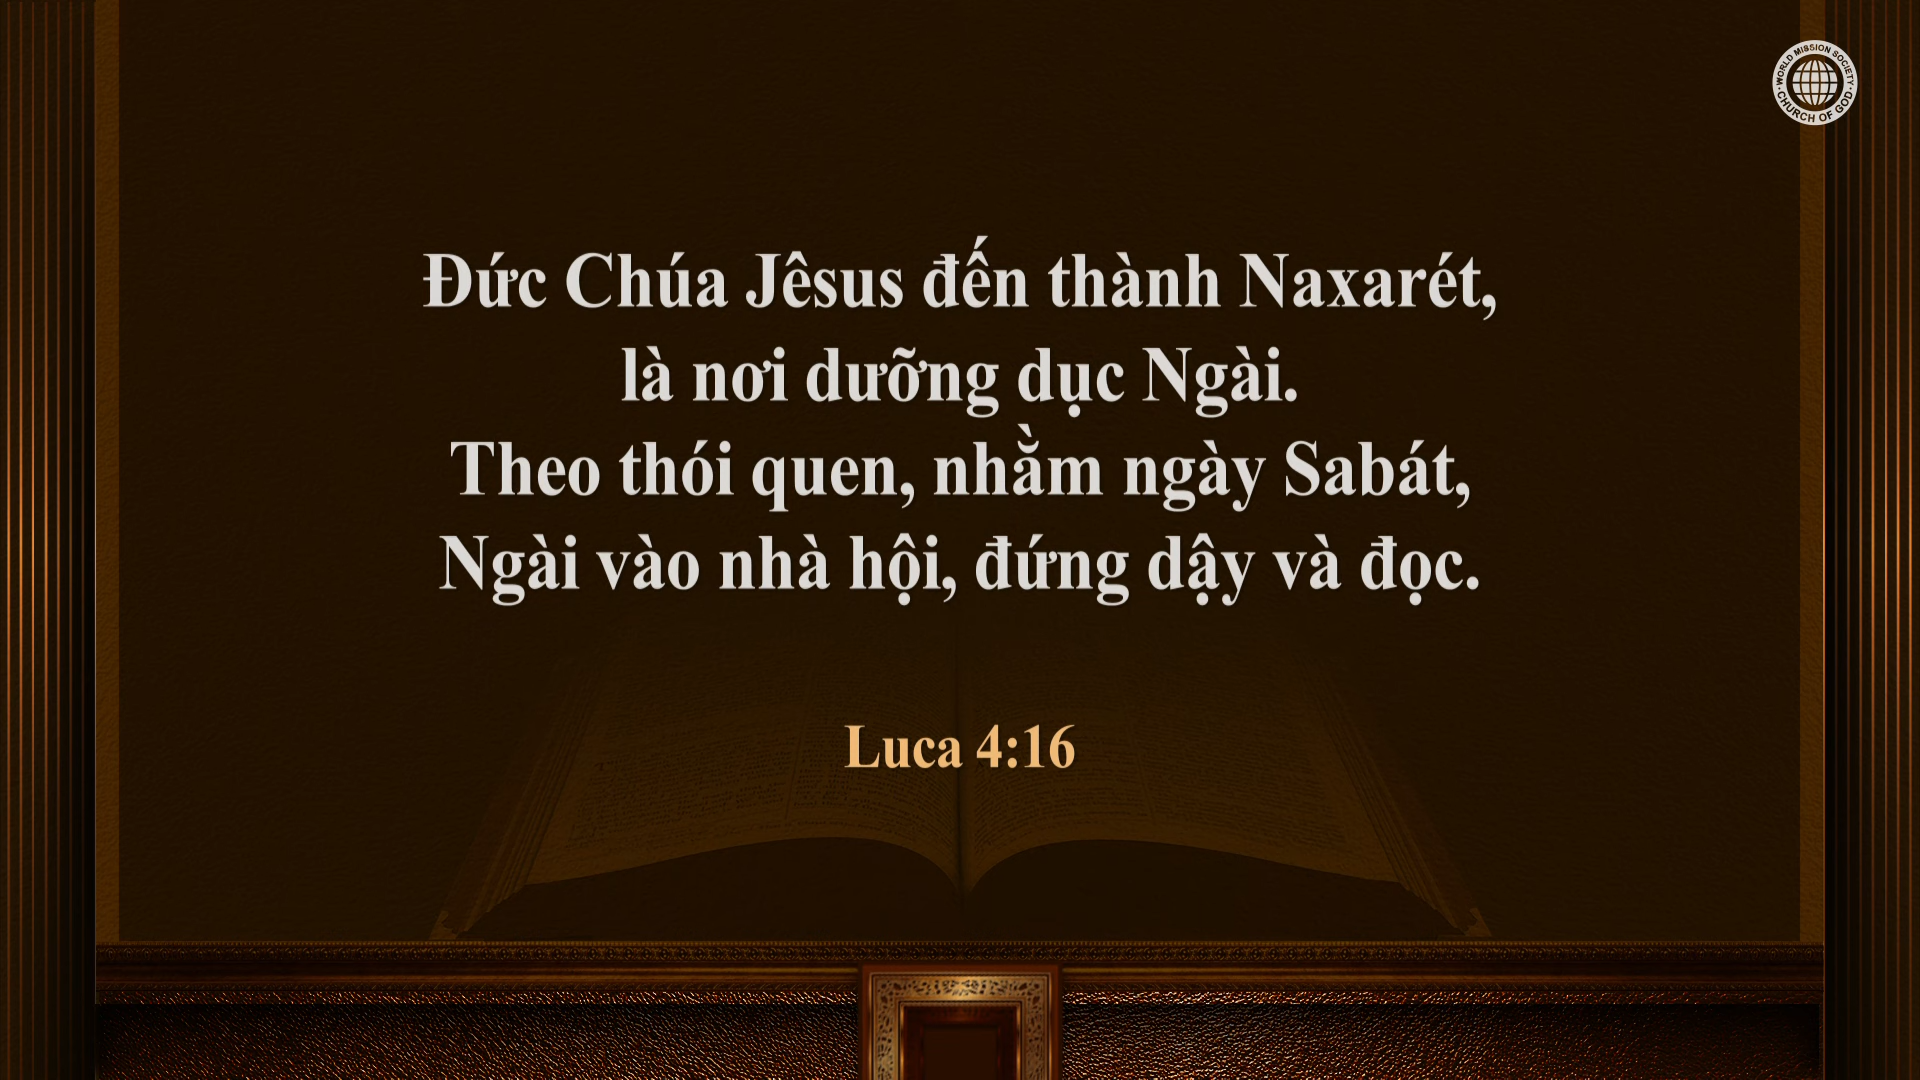 WORLD MISSION SOCIETY
CHURCH OF GOD
Đức Chúa Jêsus đến thành Naxarét,
là nơi dưỡng dục Ngài.
Theo thói quen, nhằm ngày Sabát,
Ngài vào nhà hội, đứng dậy và đọc.
Luca 4:16